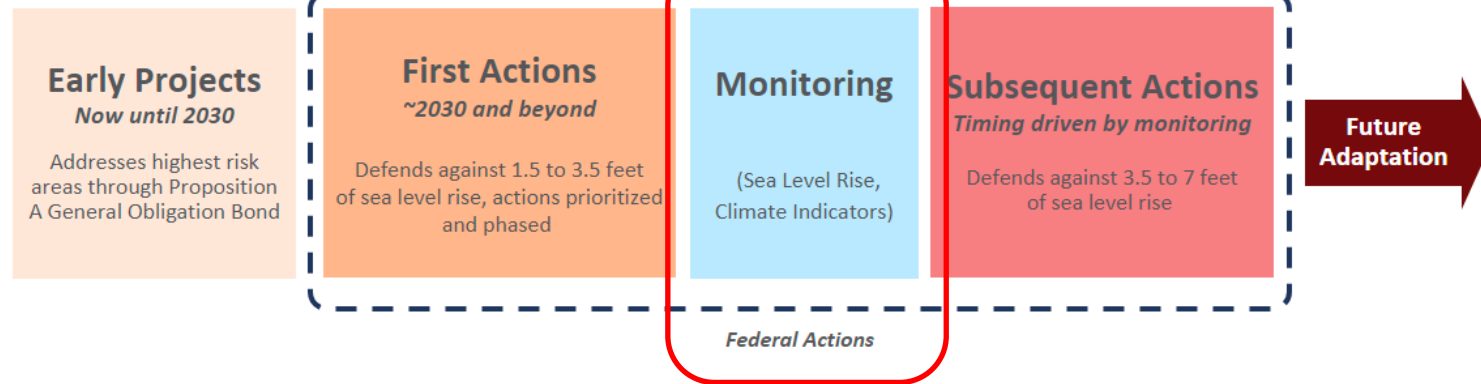 Early Projects
Now until 2030
Addresses highest risk
areas through Proposition
A General Obligation Bond
First Actions
~2030 and beyond
Defends against 1.5 to 3.5 feet
of sea level rise, actions prioritized
and phased
Monitoring
(Sea Level Rise,
Climate Indicators)
Subsequent Actions
Timing driven by monitoring
Defends against 3.5 to 7 feet
of sea level rise
Future
Adaptation
Federal Actions